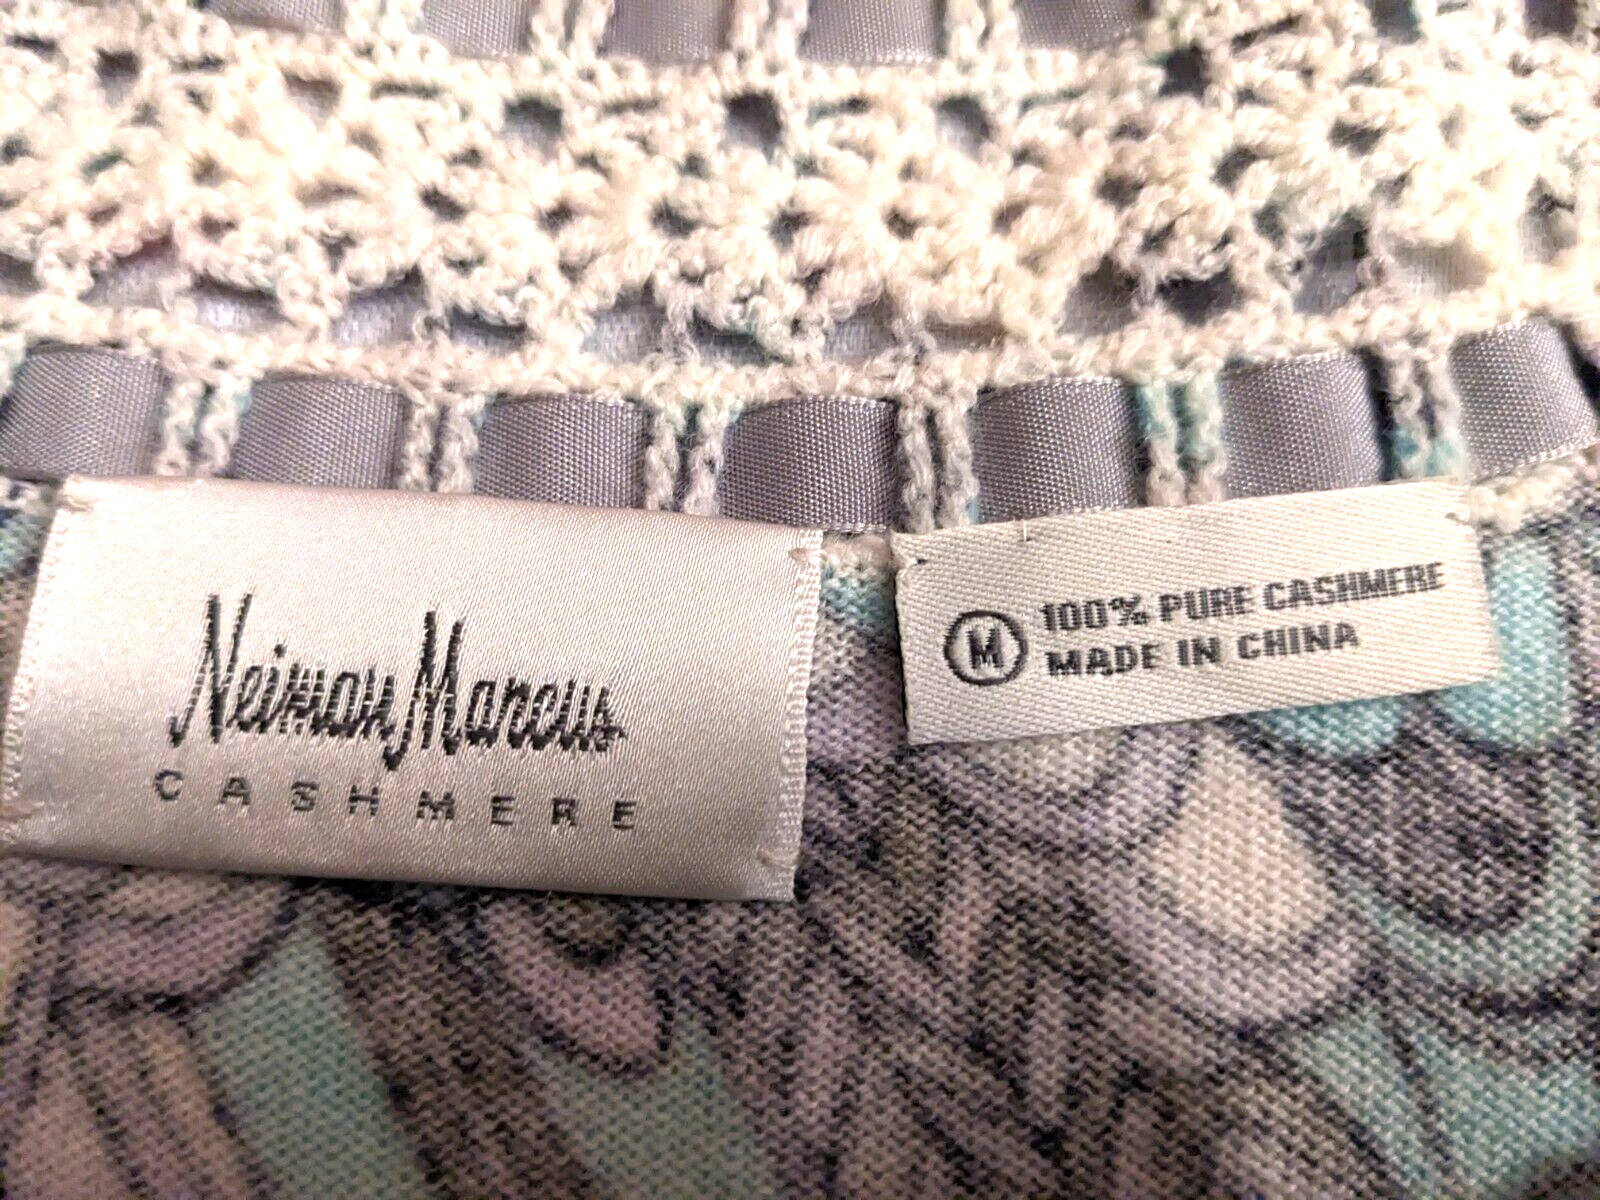 Neiman Marcus
CASHMERE
M
100% PURE CASHMERE
MADE IN CHINA